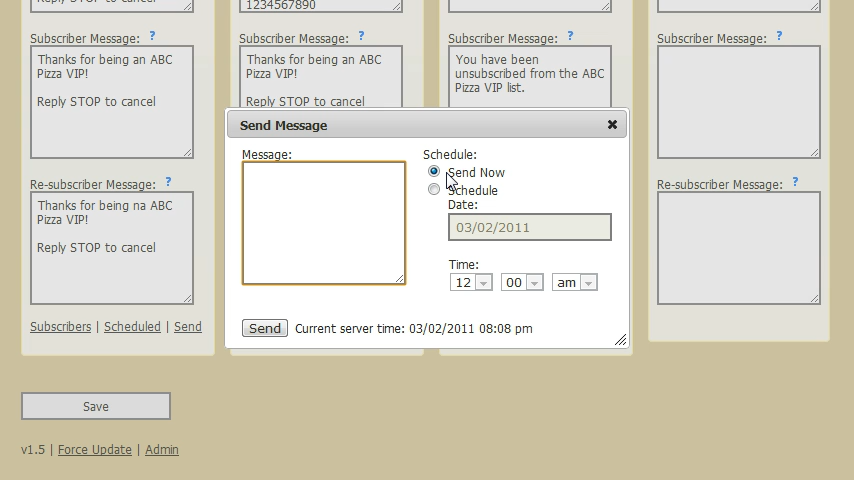 Reply STOP to cancel
1234567890
Subscriber Message: ?
Thanks for being an ABC
Pizza VIP!
Reply STOP to cancel
Subscriber Message: ?
Thanks for being an ABC
Pizza VIP!
Reply STOP to cancel
Subscriber Message: ?
You have been
unsubscribed from the ABC
Pizza VIP list.
Subscriber Message: ?
Re-subscriber Message: ?
Thanks for being na ABC
Pizza VIP!
Reply STOP to cancel
Re-subscriber Message: ?
Send Message
Message:
Schedule:
Send Now
Schedule
Date:
03/02/2011
Time:
12 00 am
Send Current server time: 03/02/2011 08:08 pm
Subscribers | Scheduled | Send
Save
v1.5 | Force Update | Admin